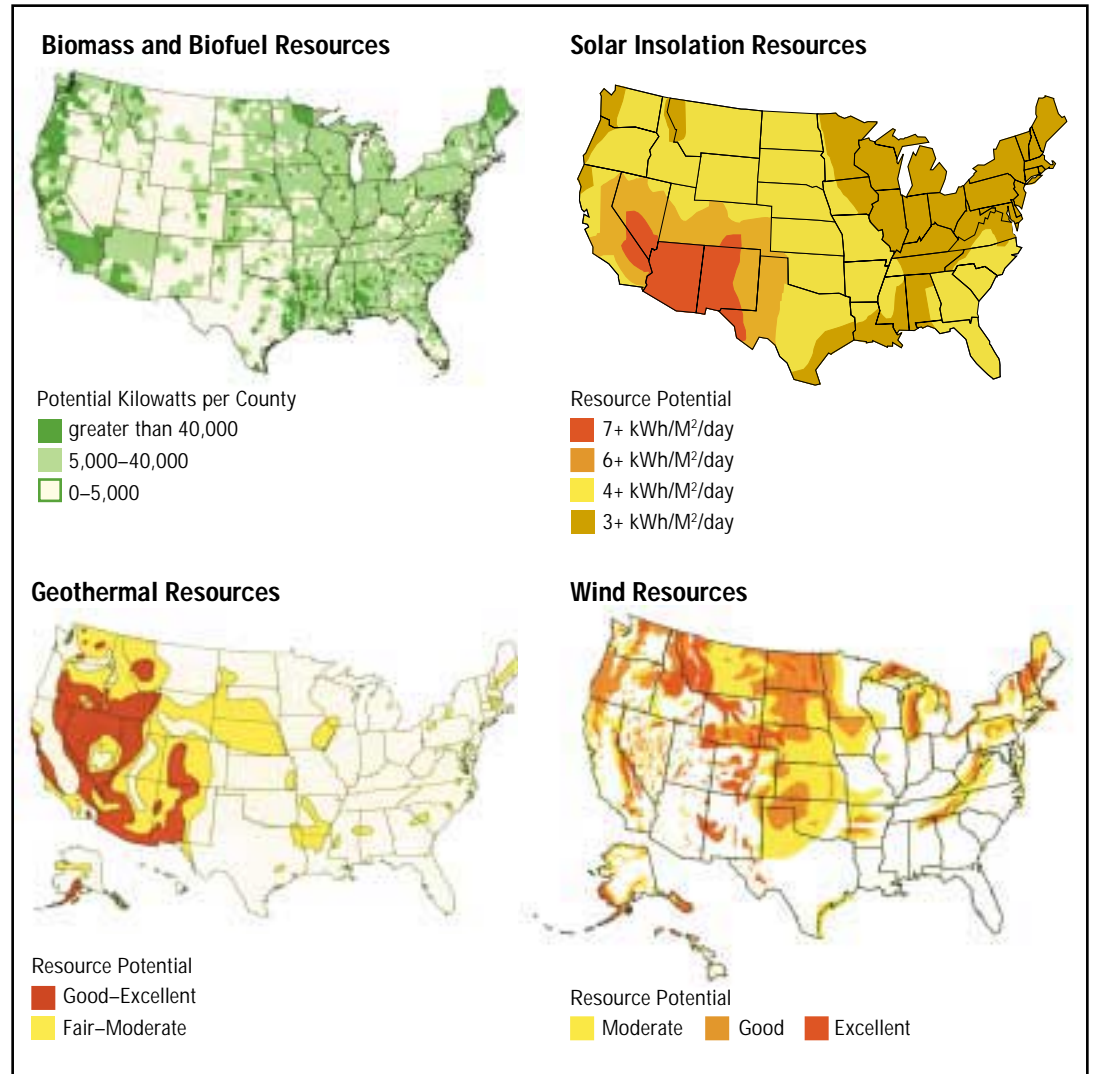 Biomass and Biofuel Resources
Potential Kilowatts per County
greater than 40,000
5,000–40,000
0–5,000
Solar Insolation Resources
Resource Potential
7+ kWh/M²/day
6+ kWh/M²/day
4+ kWh/M²/day
3+ kWh/M²/day
Geothermal Resources
Resource Potential
Good–Excellent
Fair–Moderate
Wind Resources
Resource Potential
Moderate Good Excellent